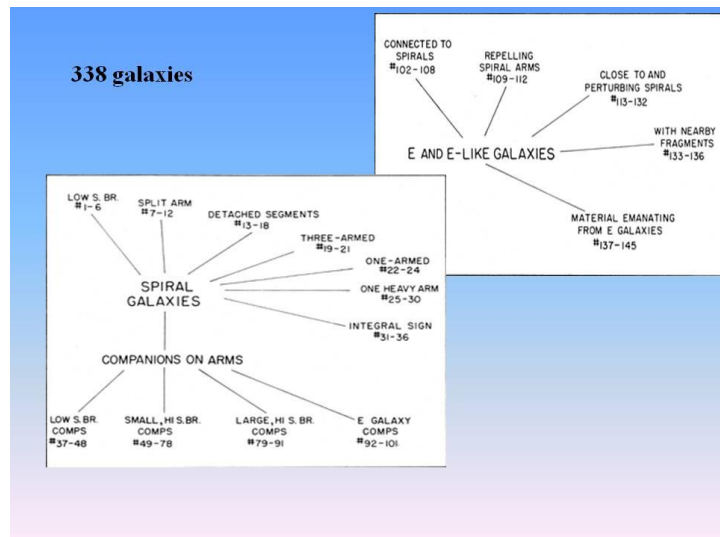 338 galaxies
CONNECTED TO
SPIRALS
#102-108
REPELLING
SPIRAL ARMS
#109-112
CLOSE TO AND
PERTURBING SPIRALS
#113-132
WITH NEARBY
FRAGMENTS
#133-136
E AND E-LIKE GALAXIES
MATERIAL EMANATING
FROM E GALAXIES
#137-145
LOW S. BR.
#1-6
SPLIT ARM
#7-12
DETACHED SEGMENTS
#13-18
THREE-ARMED
#19-21
ONE-ARMED
#22-24
ONE HEAVY ARM
#25-30
INTEGRAL SIGN
#31-36
SPIRAL
GALAXIES
COMPANIONS ON ARMS
LOW S. BR.
COMPS
#37-48
SMALL, HI S. BR.
COMPS
#49-78
LARGE, HI S. BR.
COMPS
#79-91
E GALAXY
COMPS
#92-101